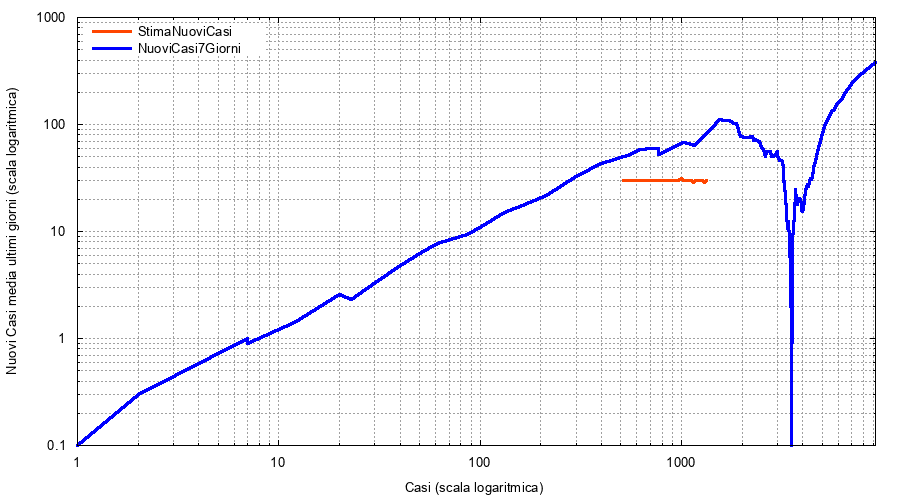 1000
100
10
1
0.1
Nuovi Casi media ultimi giorni (scala logaritmica)
StimaNuoviCasi
NuoviCasi7Giorni
1 10 100 1000
Casi (scala logaritmica)